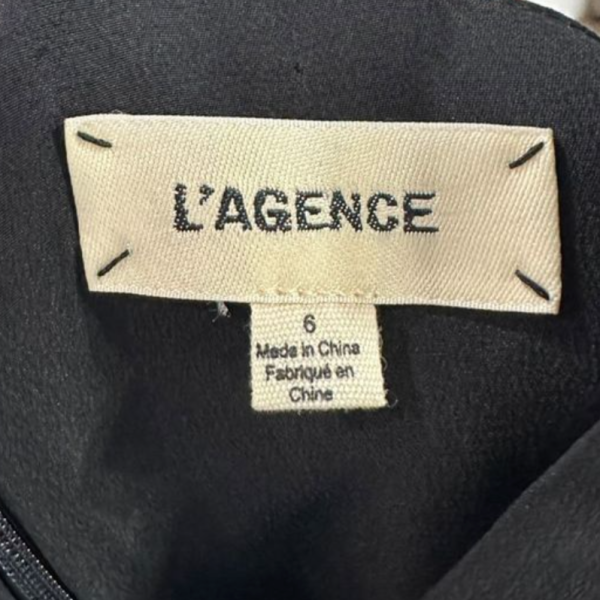 L'AGENCE
6
Made in China
Fabriqué en
Chine